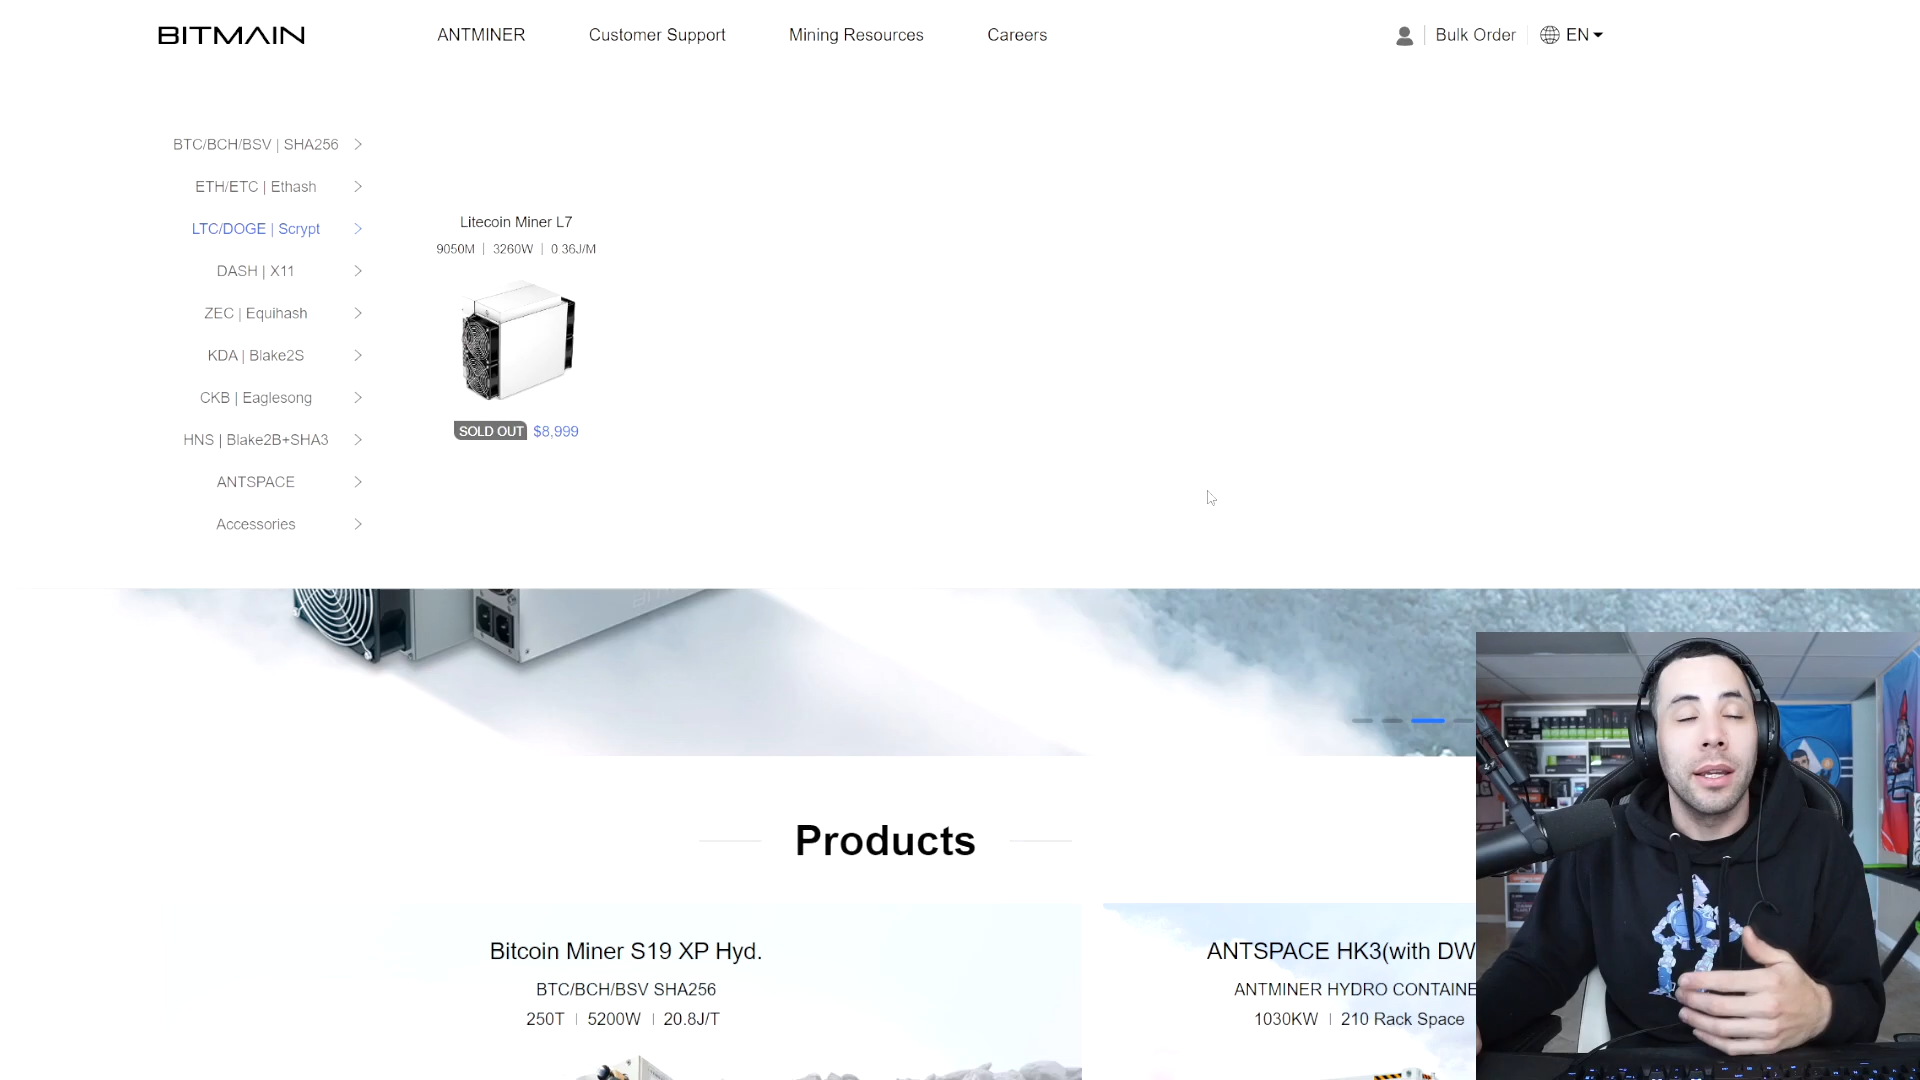 BITMAIN
ANTMINER
Customer Support
Mining Resources
Careers
Bulk Order
EN
BTC/BCH/BSV | SHA256
ETH/ETC | Ethash
LTC/DOGE | Scrypt
DASH | X11
ZEC | Equihash
KDA | Blake2S
CKB | Eaglesong
HNS | Blake2B+SHA3
ANTSPACE
Accessories
Litecoin Miner L7
9050M | 3260W | 0.36J/M
SOLD OUT $8,999
Products
Bitcoin Miner S19 XP Hyd.
BTC/BCH/BSV SHA256
250T | 5200W | 20.8J/T
ANTSPACE HK3(with DW
ANTMINER HYDRO CONTAINE
1030KW | 210 Rack Space